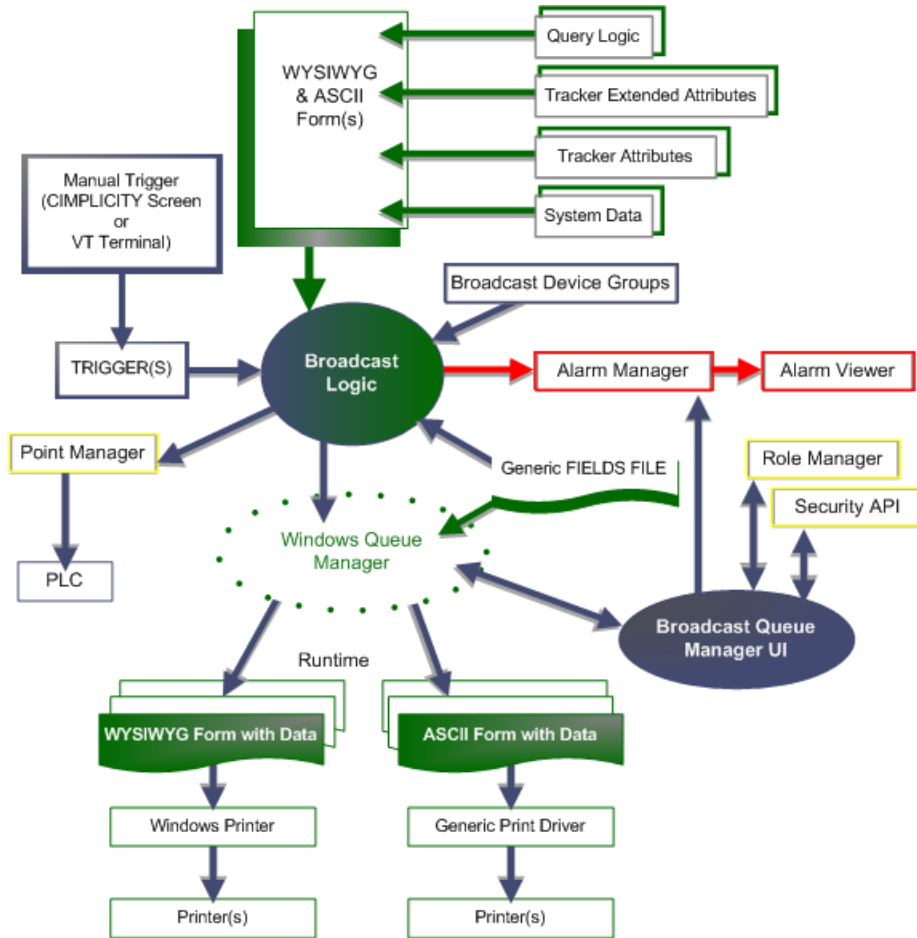 Query Logic
WYSIWYG
& ASCII
Form(s)
Tracker Extended Attributes
Tracker Attributes
System Data
Manual Trigger
(CIMPLICITY Screen
or
VT Terminal)
Broadcast Device Groups
TRIGGER(S)
Broadcast
Logic
Alarm Manager
Alarm Viewer
Point Manager
Generic FIELDS FILE
Role Manager
Security API
Windows Queue
Manager
PLC
Broadcast Queue
Manager UI
Runtime
WYSIWYG Form with Data
ASCII Form with Data
Windows Printer
Generic Print Driver
Printer(s)
Printer(s)